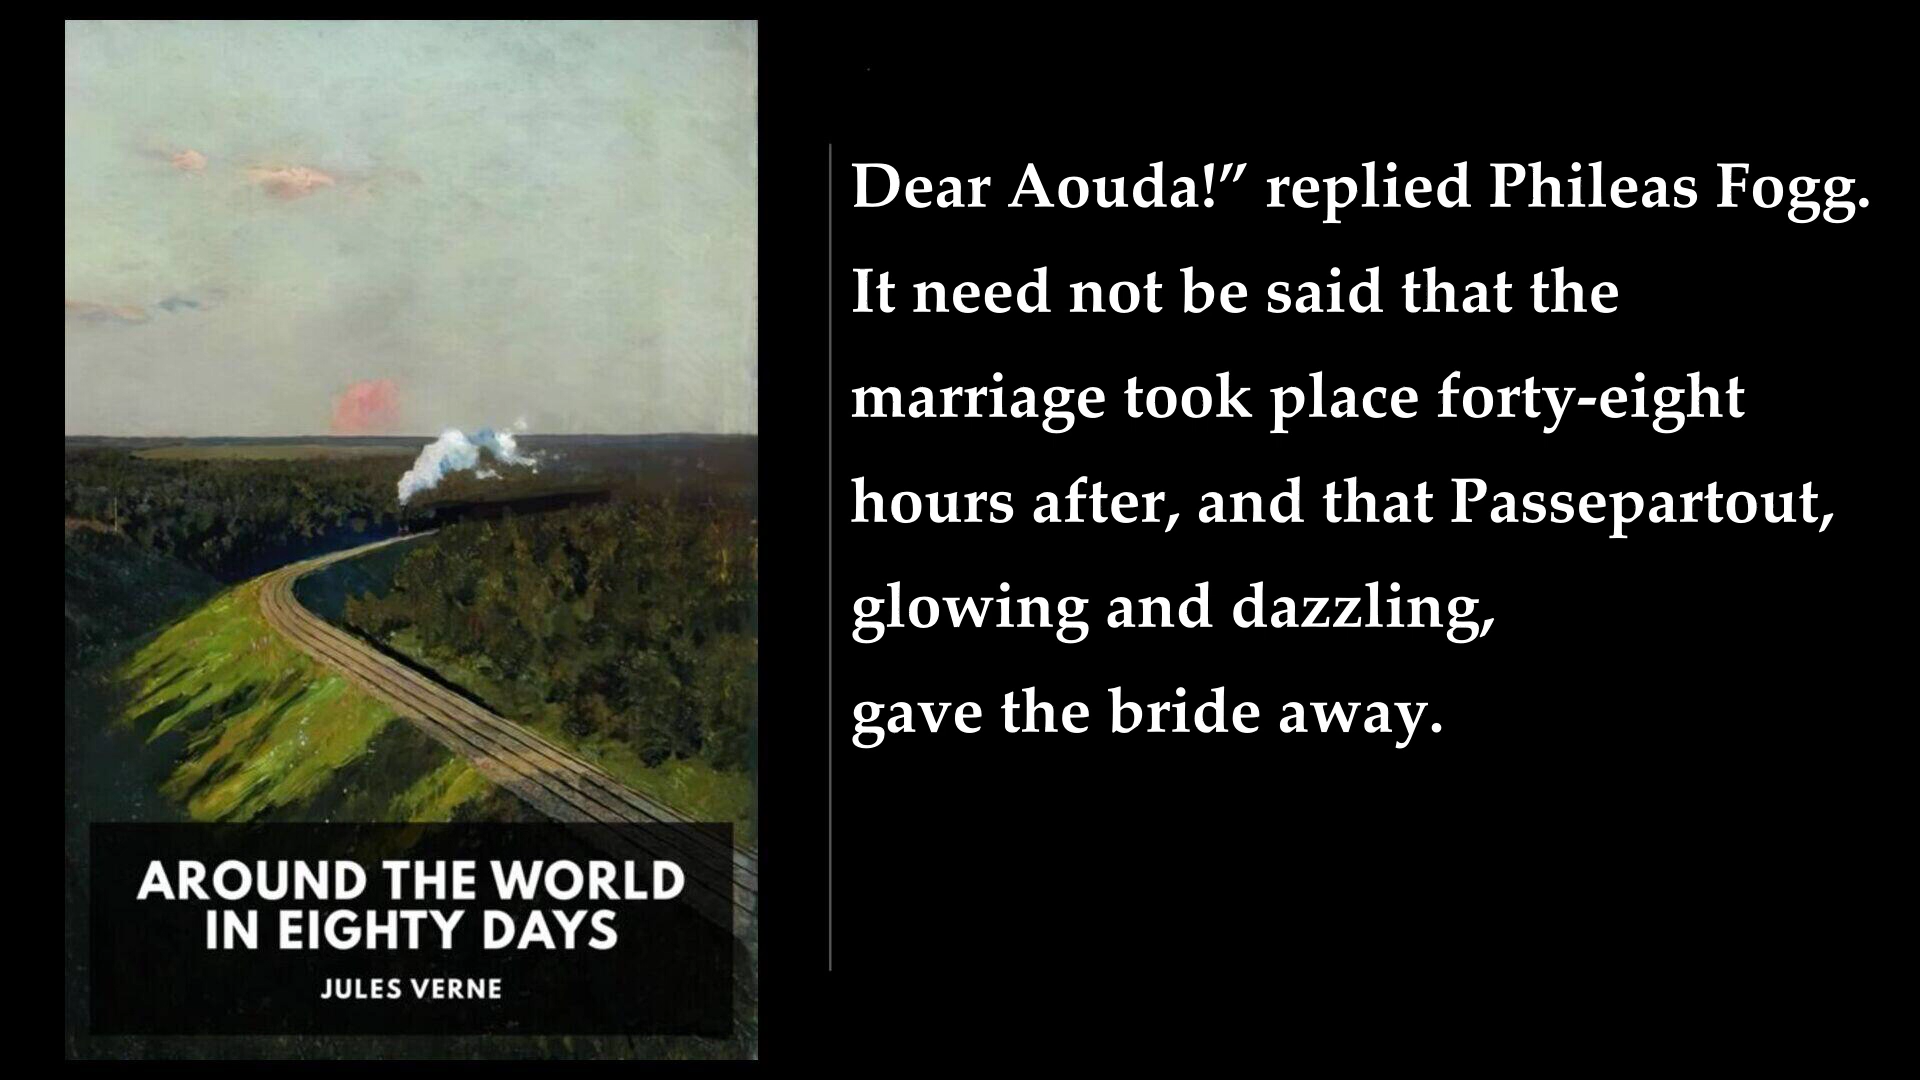 Dear Aouda!” replied Phileas Fogg.
It need not be said that the
marriage took place forty-eight
hours after, and that Passepartout,
glowing and dazzling,
gave the bride away.
AROUND THE WORLD
IN EIGHTY DAYS
JULES VERNE